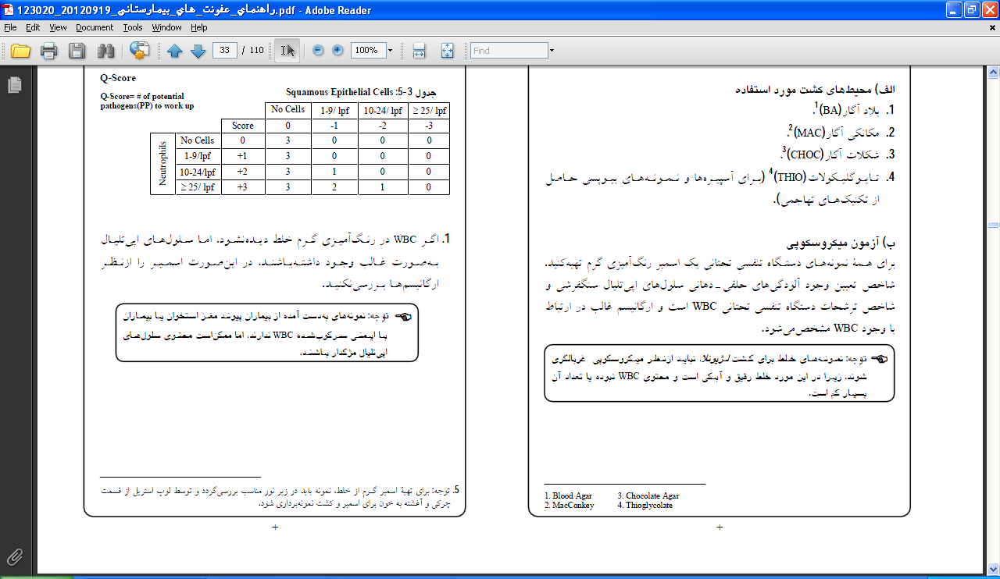 123020_20120919_راهنماي_عفونت_هاي_بيمارستاني.pdf - Adobe Reader
File Edit View Document Tools Window Help
33 / 110 100% Find
الف) محیط‌های کشت مورد استفاده
1. بلاد آگار(BA)1.
2. مکانکی آگار(MAC)2.
3. شکلات آگار(CHOC)3.
4. تایوگلیکولات(THIO)4 (برای آسپیره‌ها و نمونه‌های بیوپسی حاصل
از تکنیک‌های تهاجمی).
ب) آزمون میکروسکوپی
برای همهٔ نمونه‌های دستگاه تنفسی تحتانی یک اسمیر رنگ‌آمیزی گرم تهیه‌کنید.
شاخص تعیین وجود آلودگی‌های حلقی-دهانی سلول‌های اپی‌تلیال سنگفرشی و
شاخص ترشحات دستگاه تنفسی تحتانی WBC است و ارگانیسم غالب در ارتباط
با وجود WBC مشخص‌می‌شود.
توجه: نمونه‌های خلط برای کشت لژیونلا، نباید ازنظر میکروسکوپی غربالگری
شوند، زیرا در این مورد خلط رقیق و آبکی است و محتوی WBC نبوده یا تعداد آن
بسیار کم است.
1. Blood Agar 3. Chocolate Agar
2. MacConkey 4. Thioglycolate
+
Q-Score
جدول 3-5: Squamous Epithelial Cells
Q-Score= # of potential
pathogens(PP) to work up
No Cells 1-9/ lpf 10-24/ lpf ≥ 25/ lpf
Score 0 -1 -2 -3
Neutrophils
No Cells 0 3 0 0 0
1-9/lpf +1 3 0 0 0
10-24/lpf +2 3 1 0 0
≥ 25/ lpf +3 3 2 1 0
1. اگر WBC در رنگ‌آمیزی گرم خلط دیده‌نشود، اما سلول‌های اپی‌تلیال
به‌صورت غالب وجود داشته‌باشند، در این‌صورت اسمیر را ازنظر
ارگانیسم‌ها بررسی‌نکنید.
توجه: نمونه‌های به‌دست آمده از بیماران پیوند مغز استخوان یا بیماران
با ایمنی سرکوب‌شده WBC ندارند، اما ممکن‌است محتوی سلول‌های
اپی‌تلیال مژکدار باشند.
5. توجه: برای تهیهٔ اسمیر گرم از خلط، نمونه باید در زیر نور مناسب بررسی‌گردد و توسط لوپ استریل از قسمت
چرکی و آغشته به خون برای اسمیر و کشت نمونه‌برداری شود.
+